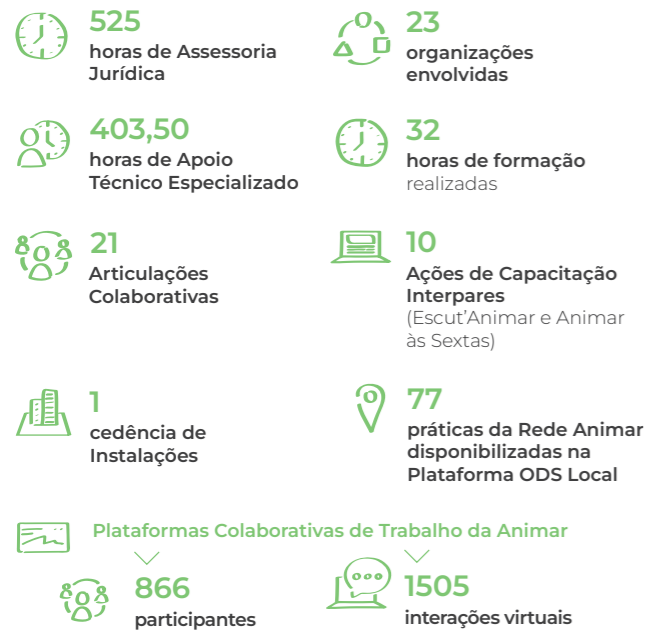 525
horas de Assessoria
Jurídica
23
organizações
envolvidas
403,50
horas de Apoio
Técnico Especializado
32
horas de formação
realizadas
21
Articulações
Colaborativas
10
Ações de Capacitação
Interpares
(Escut'Animar e Animar
às Sextas)
1
cedência de
Instalações
77
práticas da Rede Animar
disponibilizadas na
Plataforma ODS Local
Plataformas Colaborativas de Trabalho da Animar
866
participantes
1505
interações virtuais